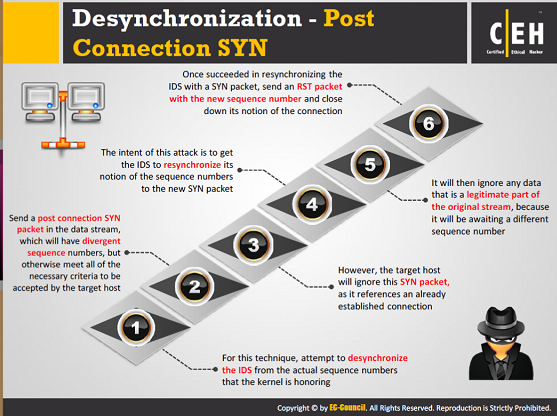 Desynchronization - Post
Connection SYN
C|EH
Certified Ethical Hacker
Once succeeded in resynchronizing the
IDS with a SYN packet, send an RST packet
with the new sequence number and close
down its notion of the connection
6
The intent of this attack is to get
the IDS to resynchronize its
notion of the sequence numbers
to the new SYN packet
5
It will then ignore any data
that is a legitimate part of
the original stream, because
it will be awaiting a different
sequence number
4
Send a post connection SYN
packet in the data stream,
which will have divergent
sequence numbers, but
otherwise meet all of the
necessary criteria to be
accepted by the target host
3
However, the target host
will ignore this SYN packet,
as it references an already
established connection
2
1
For this technique, attempt to desynchronize
the IDS from the actual sequence numbers
that the kernel is honoring
Copyright © by EC-Council. All Rights Reserved. Reproduction is Strictly Prohibited.